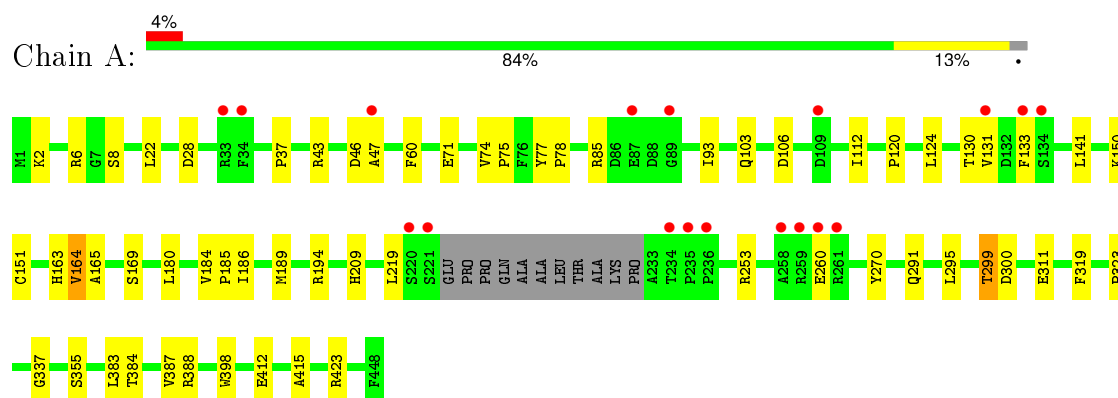 4%
Chain A:
84% 13% •
M1 K2 R6 G7 S8 L22 D28 R33 F34 P37 R43 D46 A47 F60 E71 V74 P75 F76 Y77 P78 R85 D86 E87 D88 G89 I93 Q103 D106 D109 I112 P120 L124 T130 V131 D132 F133 S134 L141 K150
C151 H163 V164 A165 S169 L180 V184 P185 I186 M189 R194 H209 L219 S220 S221 GLU PRO PRO GLN ALA ALA LEU THR ALA LYS PRO A233 T234 P235 P236 R253 A258 R259 E260 R261 Y270 Q291 L295 T299 D300 E311 F319
G337 S355 L383 T384 V387 R388 W398 E412 A415 R423 F448